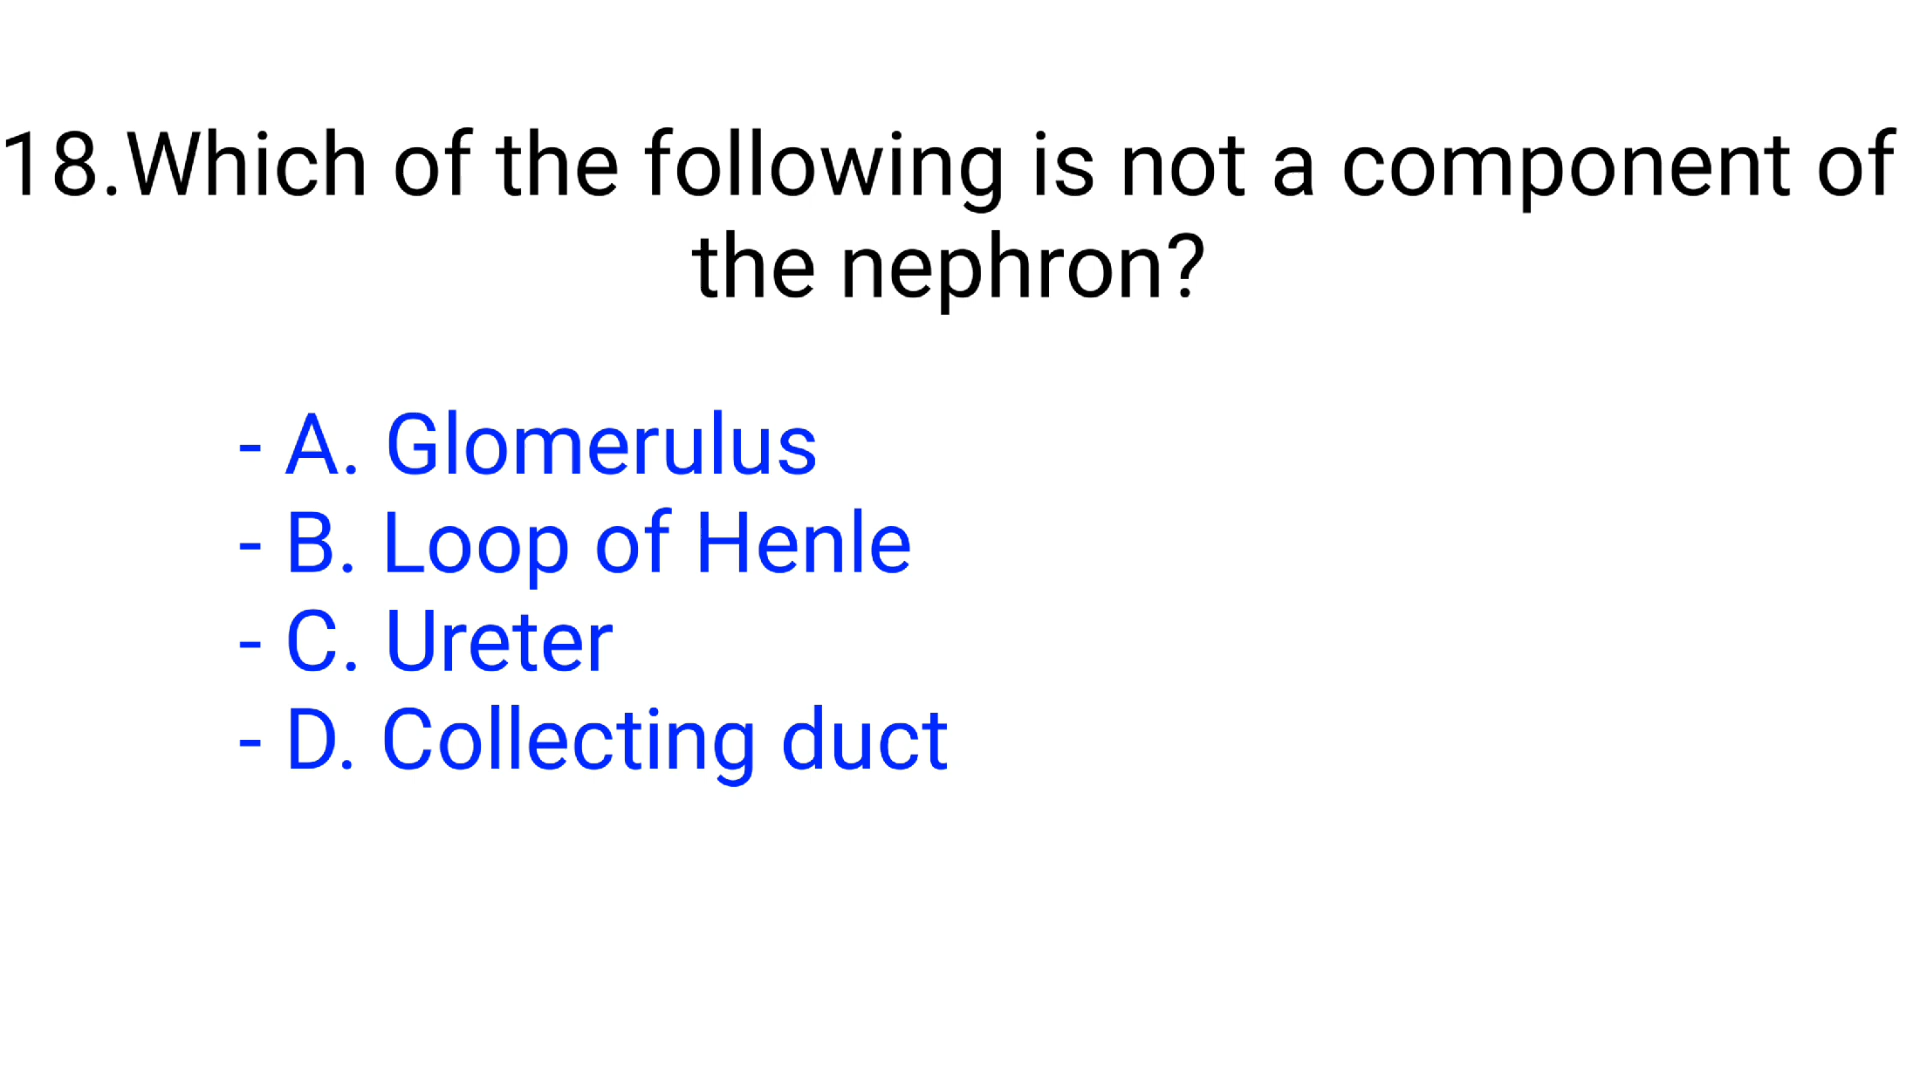 18.Which of the following is not a component of
the nephron?
- A. Glomerulus
- B. Loop of Henle
- C. Ureter
- D. Collecting duct